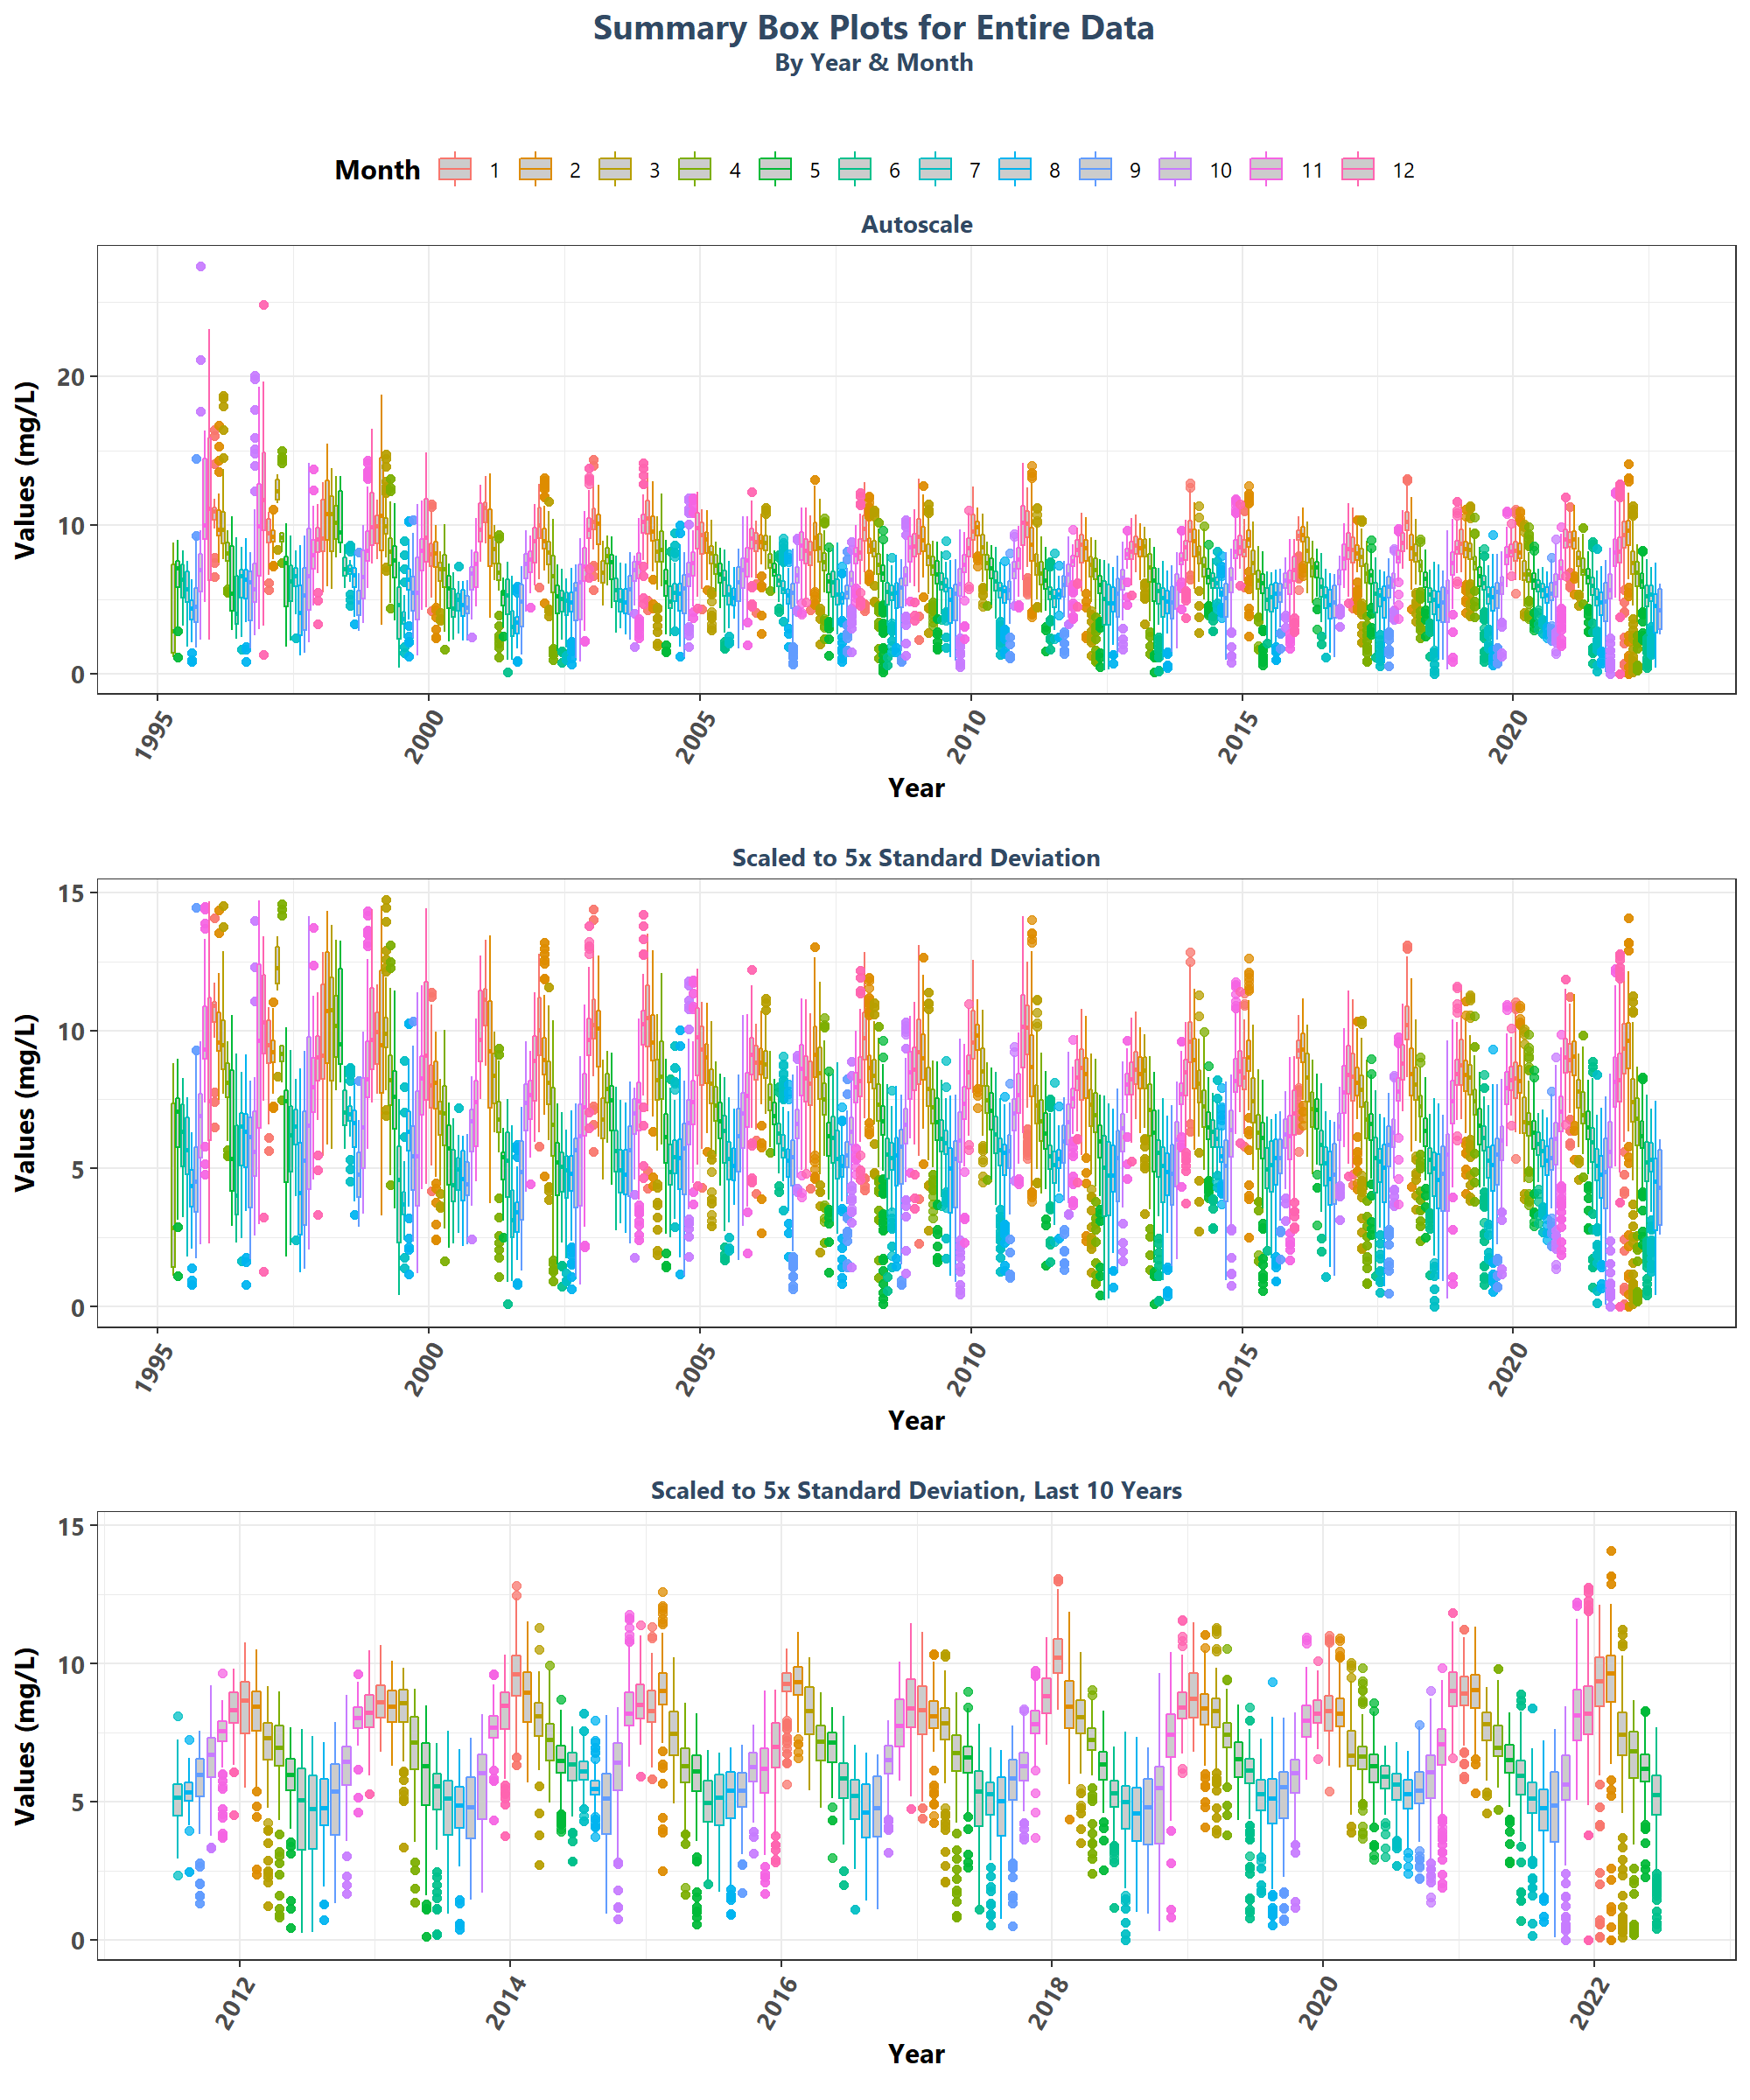 Summary Box Plots for Entire Data
By Year & Month
Month 1 2 3 4 5 6 7 8 9 10 11 12
Autoscale
Values (mg/L)
20
10
0
1995 2000 2005 2010 2015 2020
Year
Scaled to 5x Standard Deviation
Values (mg/L)
15
10
5
0
1995 2000 2005 2010 2015 2020
Year
Scaled to 5x Standard Deviation, Last 10 Years
Values (mg/L)
15
10
5
0
2012 2014 2016 2018 2020 2022
Year